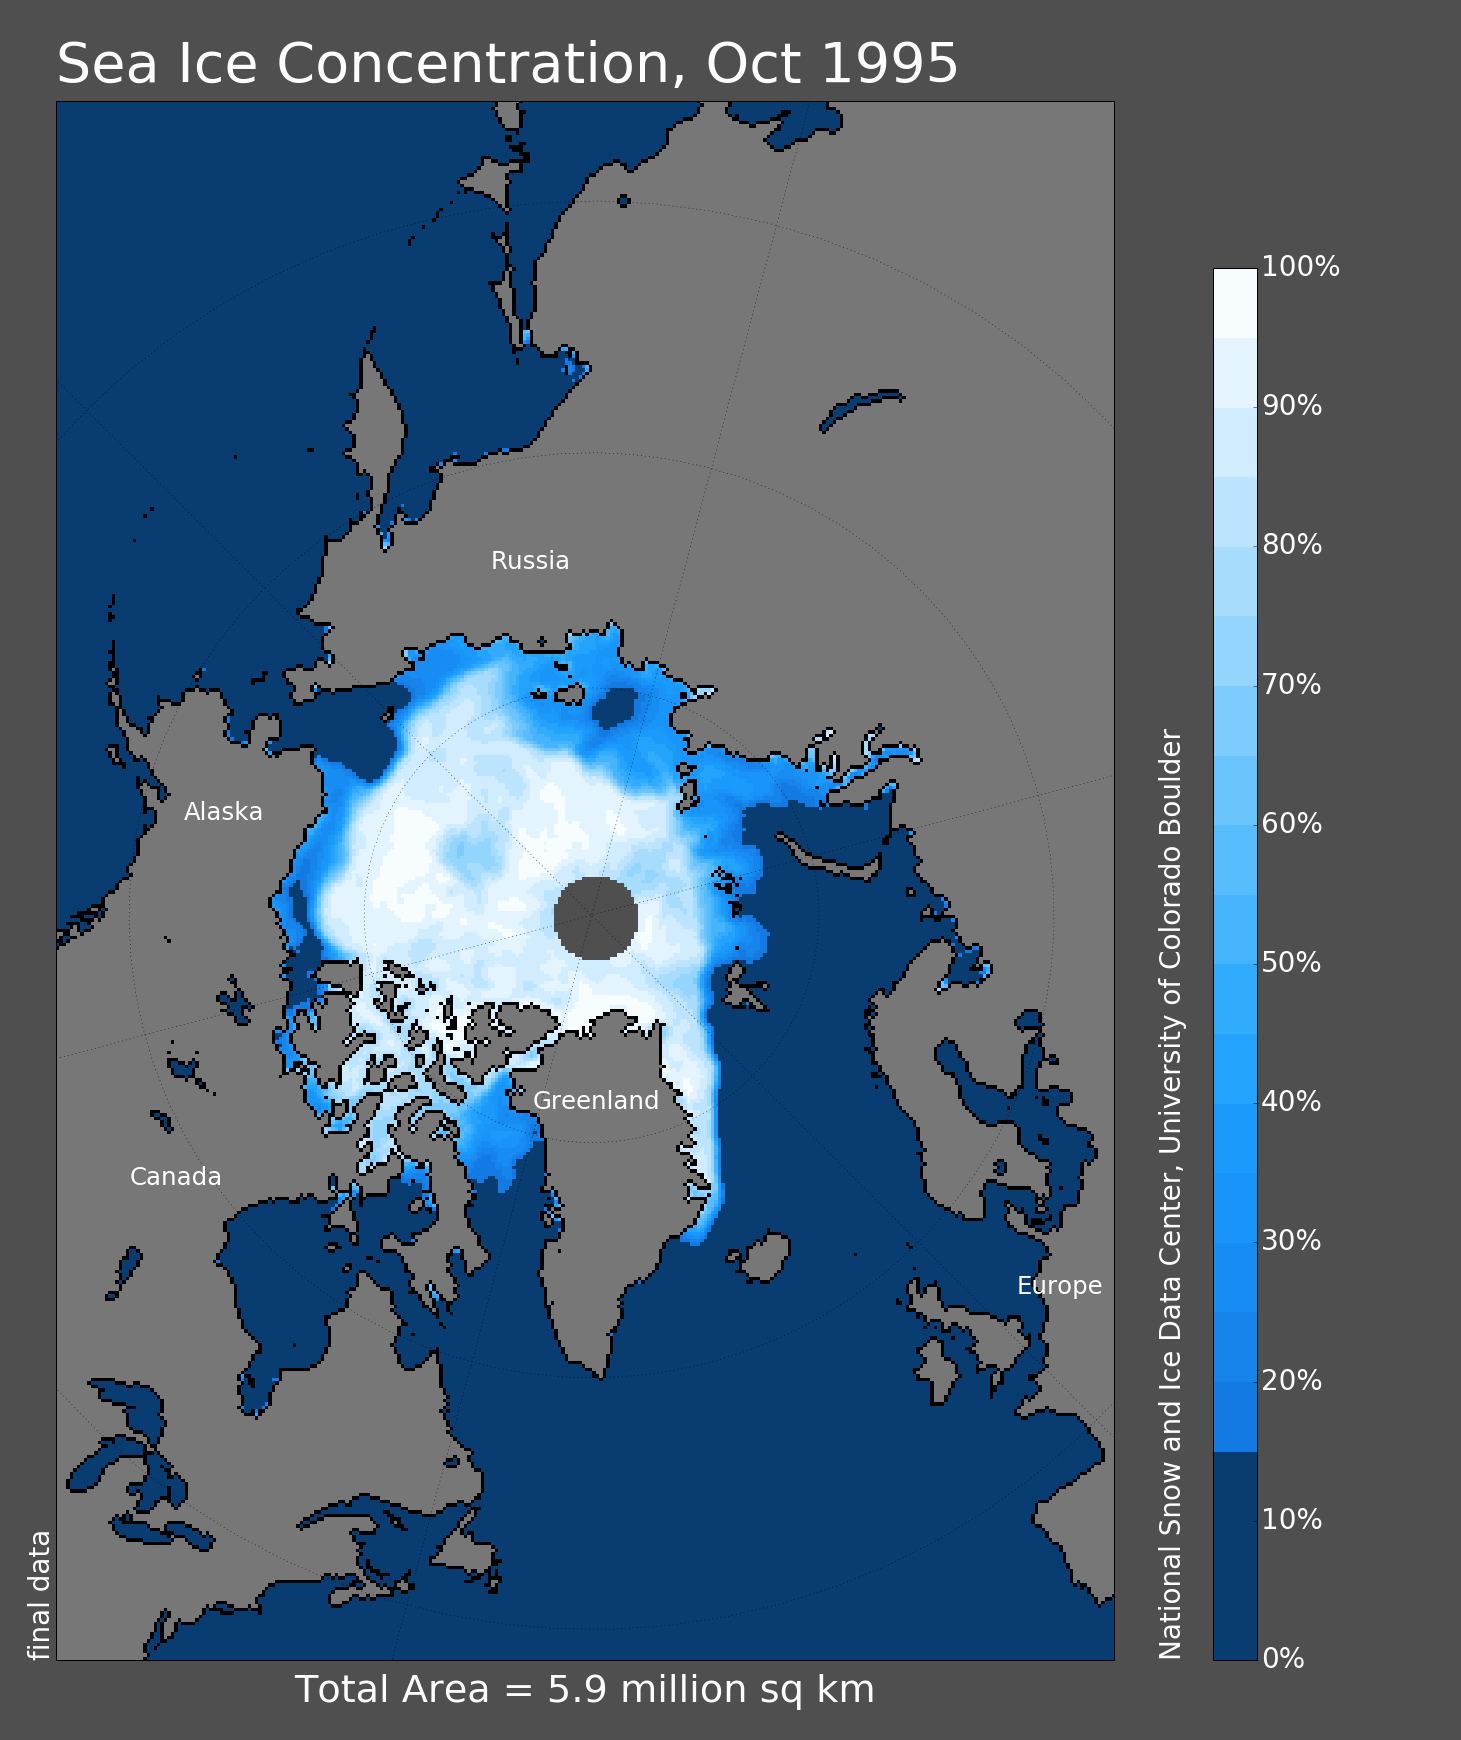 Sea Ice Concentration, Oct 1995
Russia
Alaska
Greenland
Canada
Europe
100%
90%
80%
70%
60%
50%
40%
30%
20%
10%
0%
National Snow and Ice Data Center, University of Colorado Boulder
final data
Total Area = 5.9 million sq km